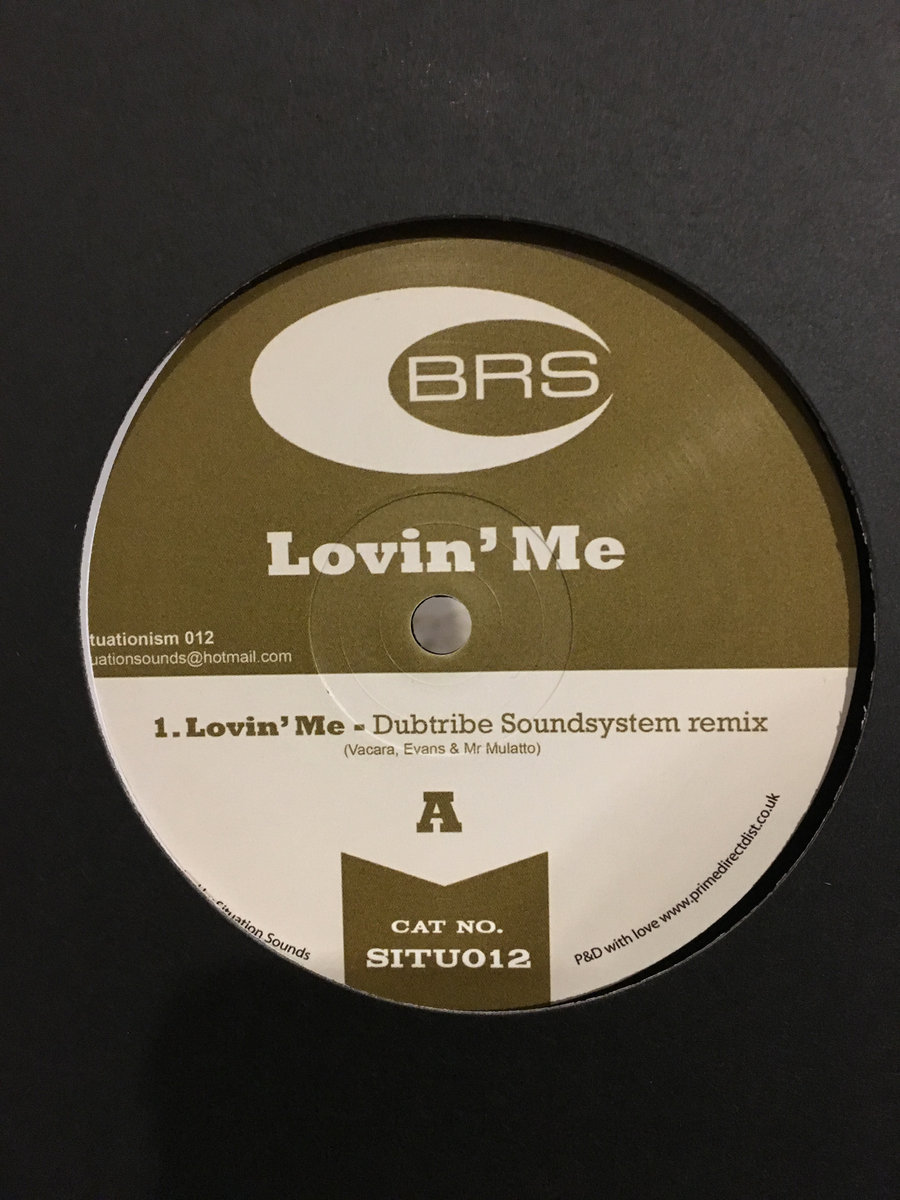 BRS
Lovin' Me
tuationism 012
uationsounds@hotmail.com
1. Lovin' Me - Dubtribe Soundsystem remix
(Vacara, Evans & Mr Mulatto)
A
CAT NO.
SITU012
Situation Sounds
P&D with love www.primedirectdist.co.uk